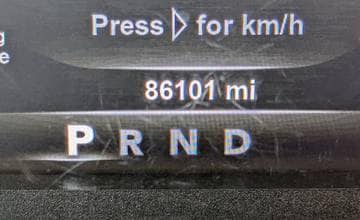 Press ▷ for km/h
g
e
86101 mi
P R N D